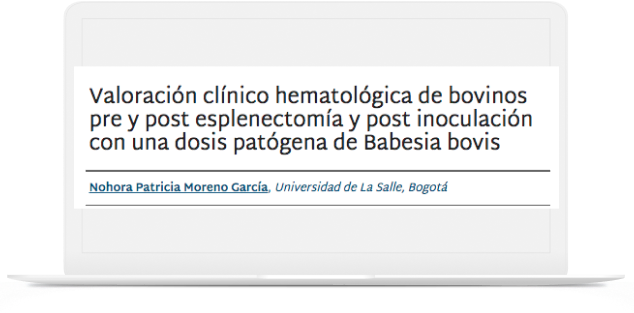 Valoración clínico hematológica de bovinos
pre y post esplenectomía y post inoculación
con una dosis patógena de Babesia bovis
Nohora Patricia Moreno García, Universidad de La Salle, Bogotá